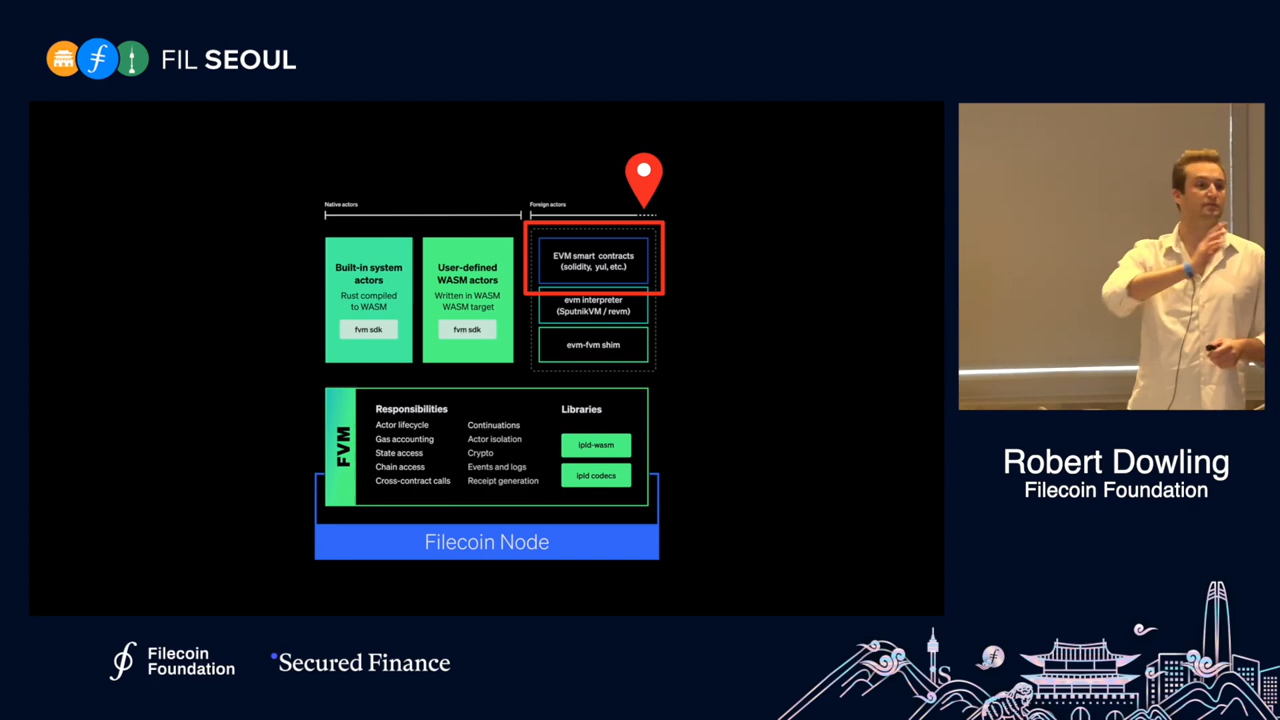 FIL SEOUL
Native actors
Foreign actors
Built-in system
actors
Rust compiled
to WASM
fvm sdk
User-defined
WASM actors
Written in WASM
WASM target
fvm sdk
EVM smart contracts
(solidity, yul, etc.)
evm interpreter
(SputnikVM / revm)
evm-fvm shim
FVM
Responsibilities
Actor lifecycle
Gas accounting
State access
Chain access
Cross-contract calls
Continuations
Actor isolation
Crypto
Events and logs
Receipt generation
Libraries
ipld-wasm
ipld codecs
Filecoin Node
Robert Dowling
Filecoin Foundation
Filecoin
Foundation
Secured Finance